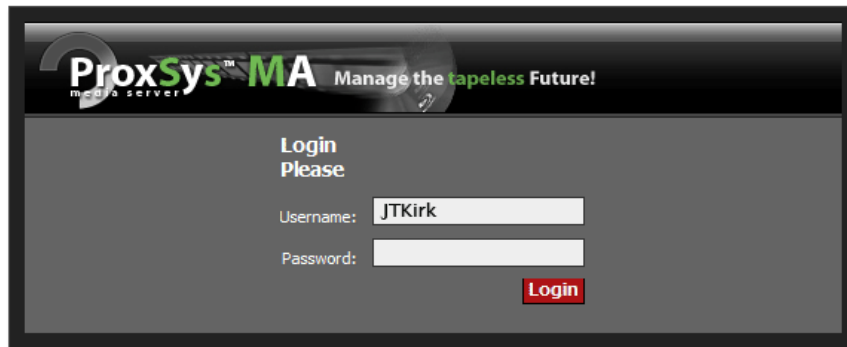 ProxSys™ MA Manage the tapeless Future!
media server
Login
Please
Username: JTKirk
Password:
Login